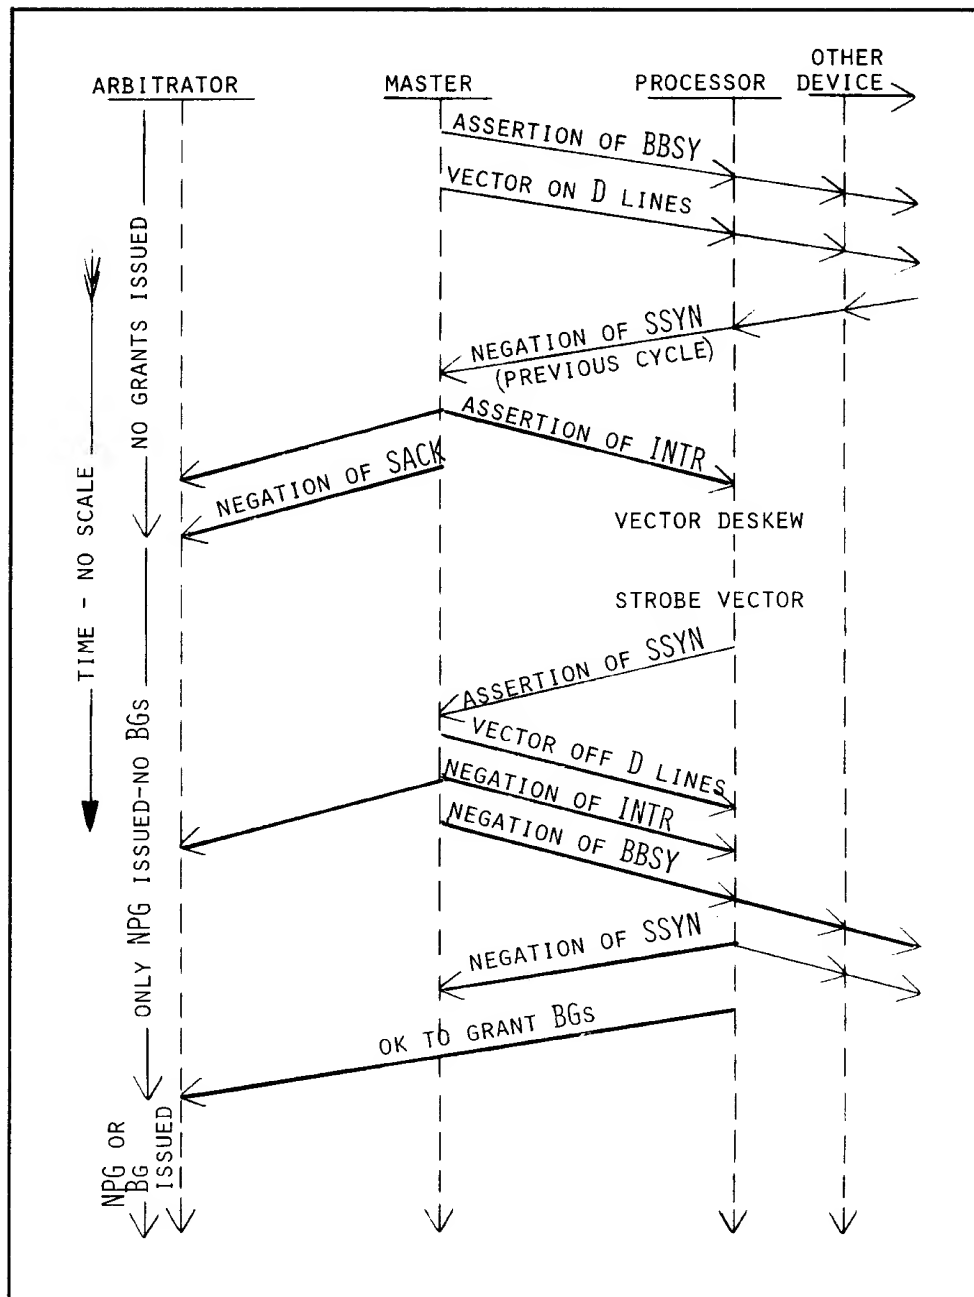 ARBITRATOR
MASTER
PROCESSOR
OTHER
DEVICE
ASSERTION OF BBSY
VECTOR ON D LINES
NEGATION OF SSYN
(PREVIOUS CYCLE)
ASSERTION OF INTR
NEGATION OF SACK
VECTOR DESKEW
STROBE VECTOR
ASSERTION OF SSYN
VECTOR OFF D LINES
NEGATION OF INTR
NEGATION OF BBSY
NEGATION OF SSYN
OK TO GRANT BGs
TIME - NO SCALE
NO GRANTS ISSUED
ONLY NPG ISSUED-NO BGs
NPG OR
BG
ISSUED